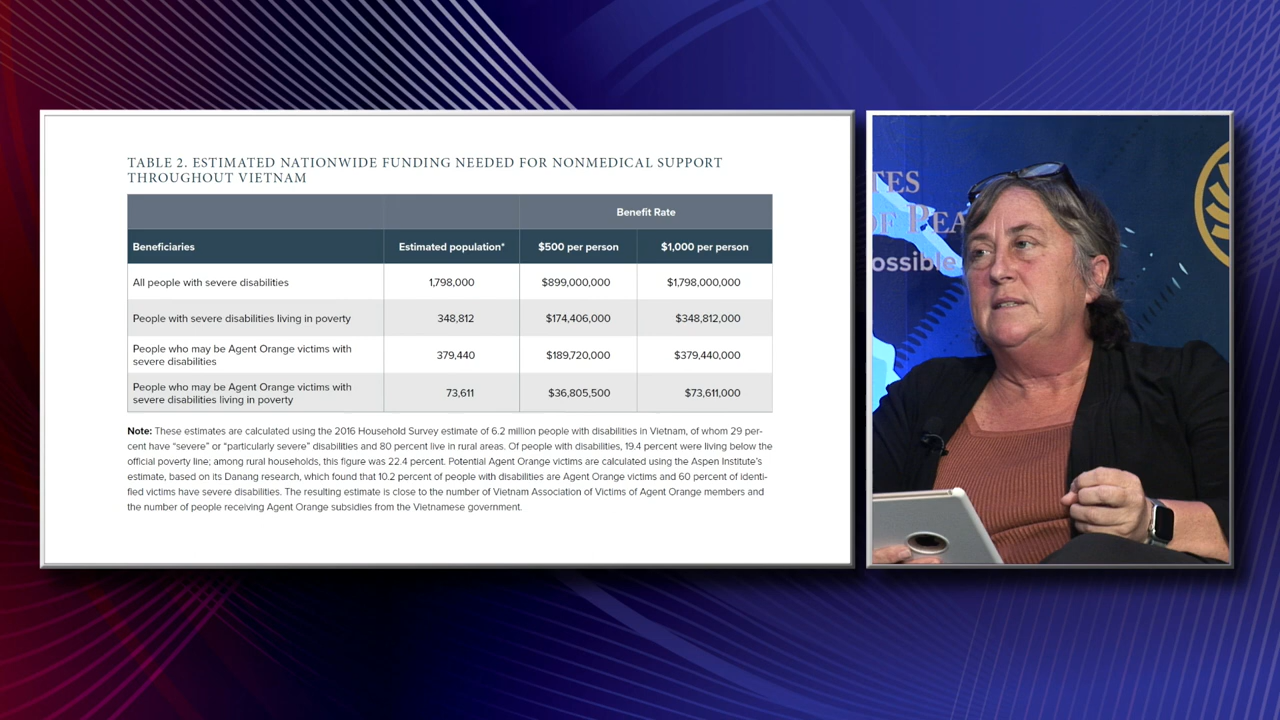 TABLE 2. ESTIMATED NATIONWIDE FUNDING NEEDED FOR NONMEDICAL SUPPORT
THROUGHOUT VIETNAM
Benefit Rate
Beneficiaries Estimated population* $500 per person $1,000 per person
All people with severe disabilities 1,798,000 $899,000,000 $1,798,000,000
People with severe disabilities living in poverty 348,812 $174,406,000 $348,812,000
People who may be Agent Orange victims with
severe disabilities 379,440 $189,720,000 $379,440,000
People who may be Agent Orange victims with
severe disabilities living in poverty 73,611 $36,805,500 $73,611,000
Note: These estimates are calculated using the 2016 Household Survey estimate of 6.2 million people with disabilities in Vietnam, of whom 29 per-
cent have “severe” or “particularly severe” disabilities and 80 percent live in rural areas. Of people with disabilities, 19.4 percent were living below the
official poverty line; among rural households, this figure was 22.4 percent. Potential Agent Orange victims are calculated using the Aspen Institute’s
estimate, based on its Danang research, which found that 10.2 percent of people with disabilities are Agent Orange victims and 60 percent of identi-
fied victims have severe disabilities. The resulting estimate is close to the number of Vietnam Association of Victims of Agent Orange members and
the number of people receiving Agent Orange subsidies from the Vietnamese government.
TES
OF PEA
ossible